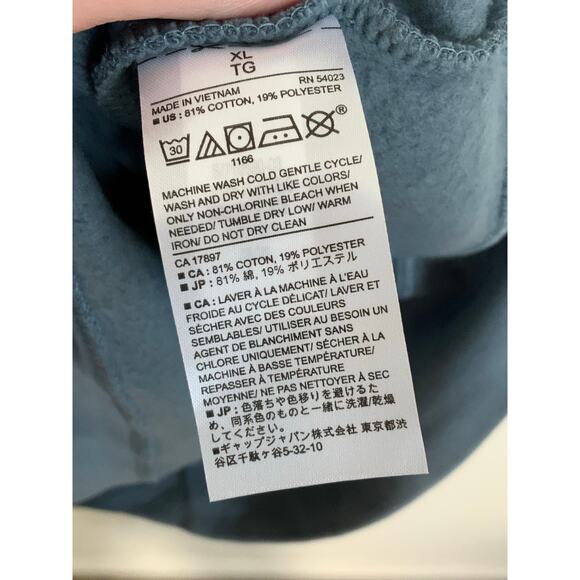 XL
TG
MADE IN VIETNAM RN 54023
■ US : 81% COTTON, 19% POLYESTER
30
®
1166
MACHINE WASH COLD GENTLE CYCLE/
WASH AND DRY WITH LIKE COLORS/
ONLY NON-CHLORINE BLEACH WHEN
NEEDED/ TUMBLE DRY LOW/ WARM
IRON/ DO NOT DRY CLEAN
CA 17897
■ CA : 81% COTTON, 19% POLYESTER
■ JP : 81% 綿, 19% ポリエステル
■ CA : LAVER À LA MACHINE À L'EAU
FROIDE AU CYCLE DÉLICAT/ LAVER ET
SÉCHER AVEC DES COULEURS
SEMBLABLES/ UTILISER AU BESOIN UN
AGENT DE BLANCHIMENT SANS
CHLORE UNIQUEMENT/ SÉCHER À LA
MACHINE À BASSE TEMPÉRATURE/
REPASSER À TEMPÉRATURE
MOYENNE/ NE PAS NETTOYER À SEC
■ JP : 色落ちや色移りを避けるた
め、同系色のものと一緒に洗濯/乾燥
してください。
■ギャップジャパン株式会社 東京都渋
谷区千駄ヶ谷5-32-10